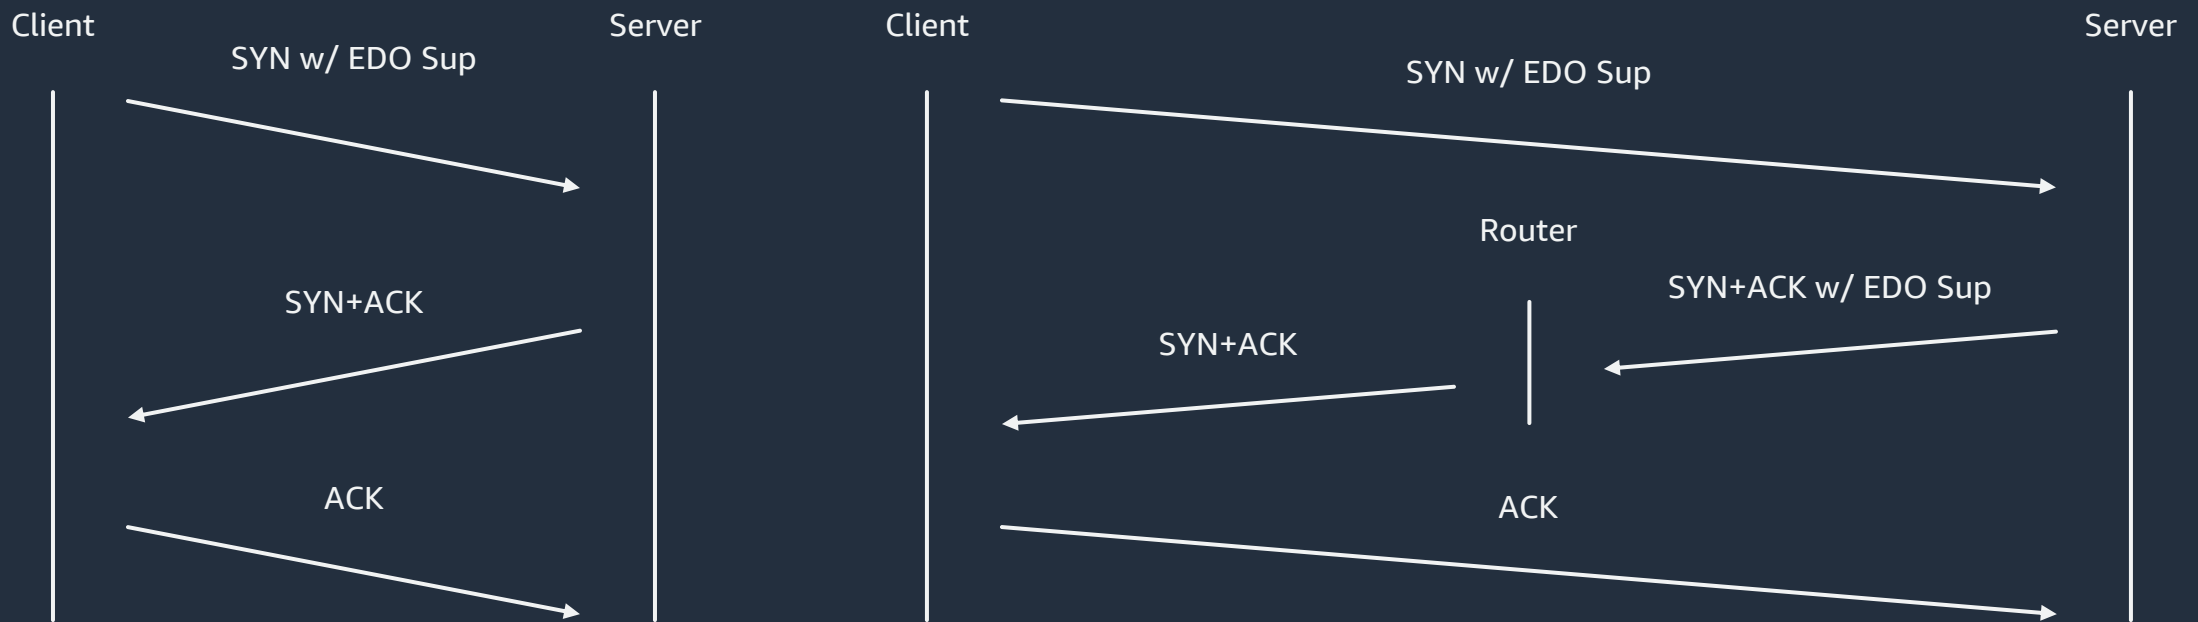 Client
Server
SYN w/ EDO Sup
SYN+ACK
ACK
Client
Server
SYN w/ EDO Sup
Router
SYN+ACK w/ EDO Sup
SYN+ACK
ACK